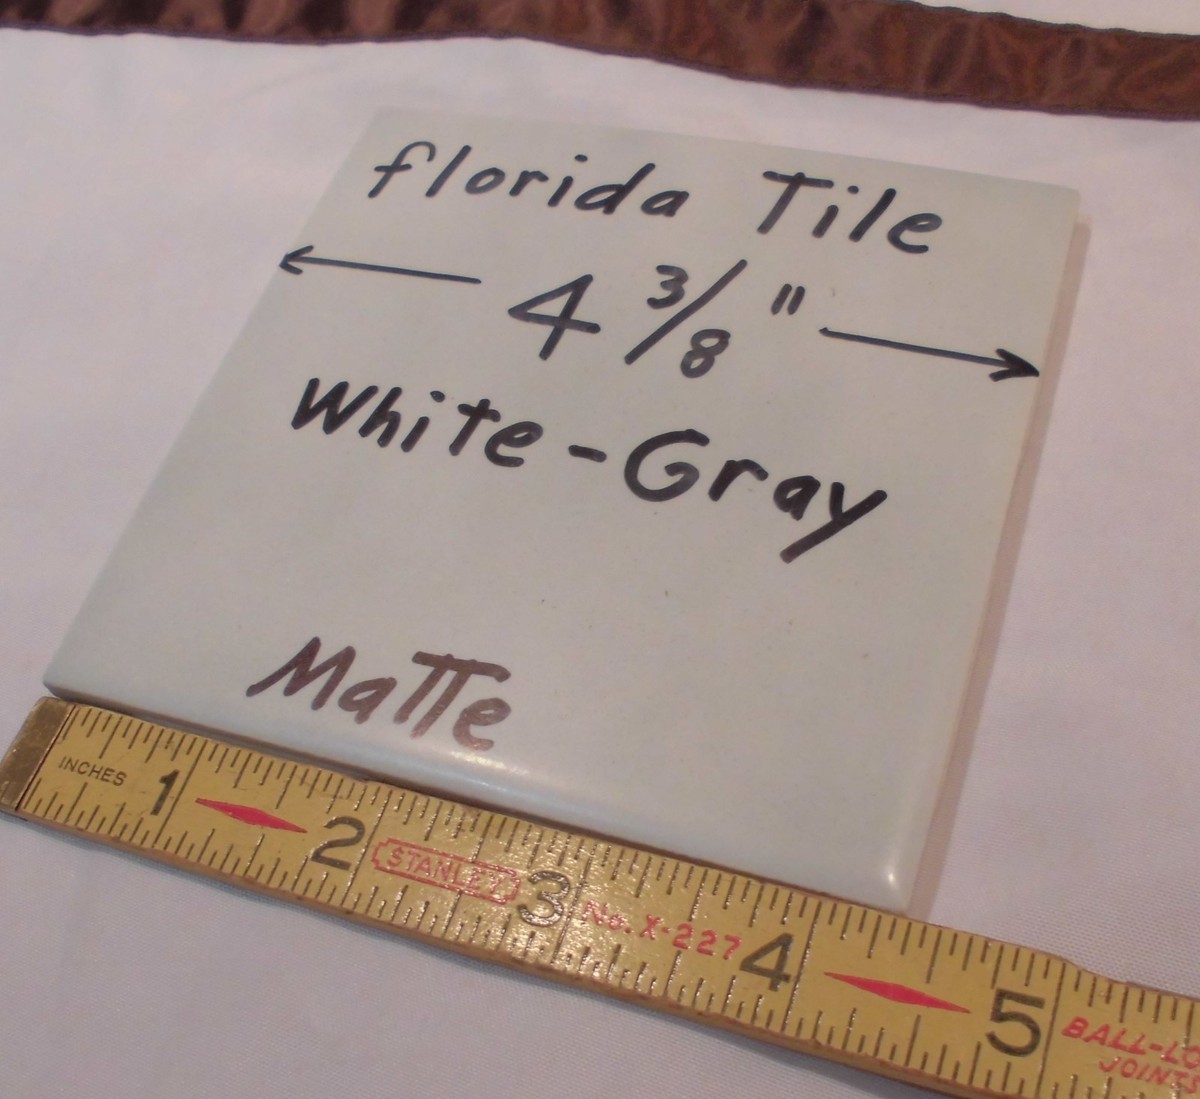 florida Tile
4 3/8"
White-Gray
Matte
INCHES 1 2 STANLEY 3 No. X-227 4 5 BALL-LO
JOINTS